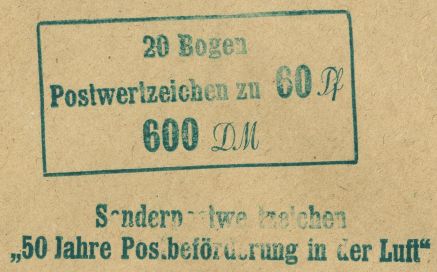 20 Bogen
Postwertzeichen zu 60 Pf
600 DM
Sonderpostwertzeichen
„50 Jahre Postbeförderung in der Luft“